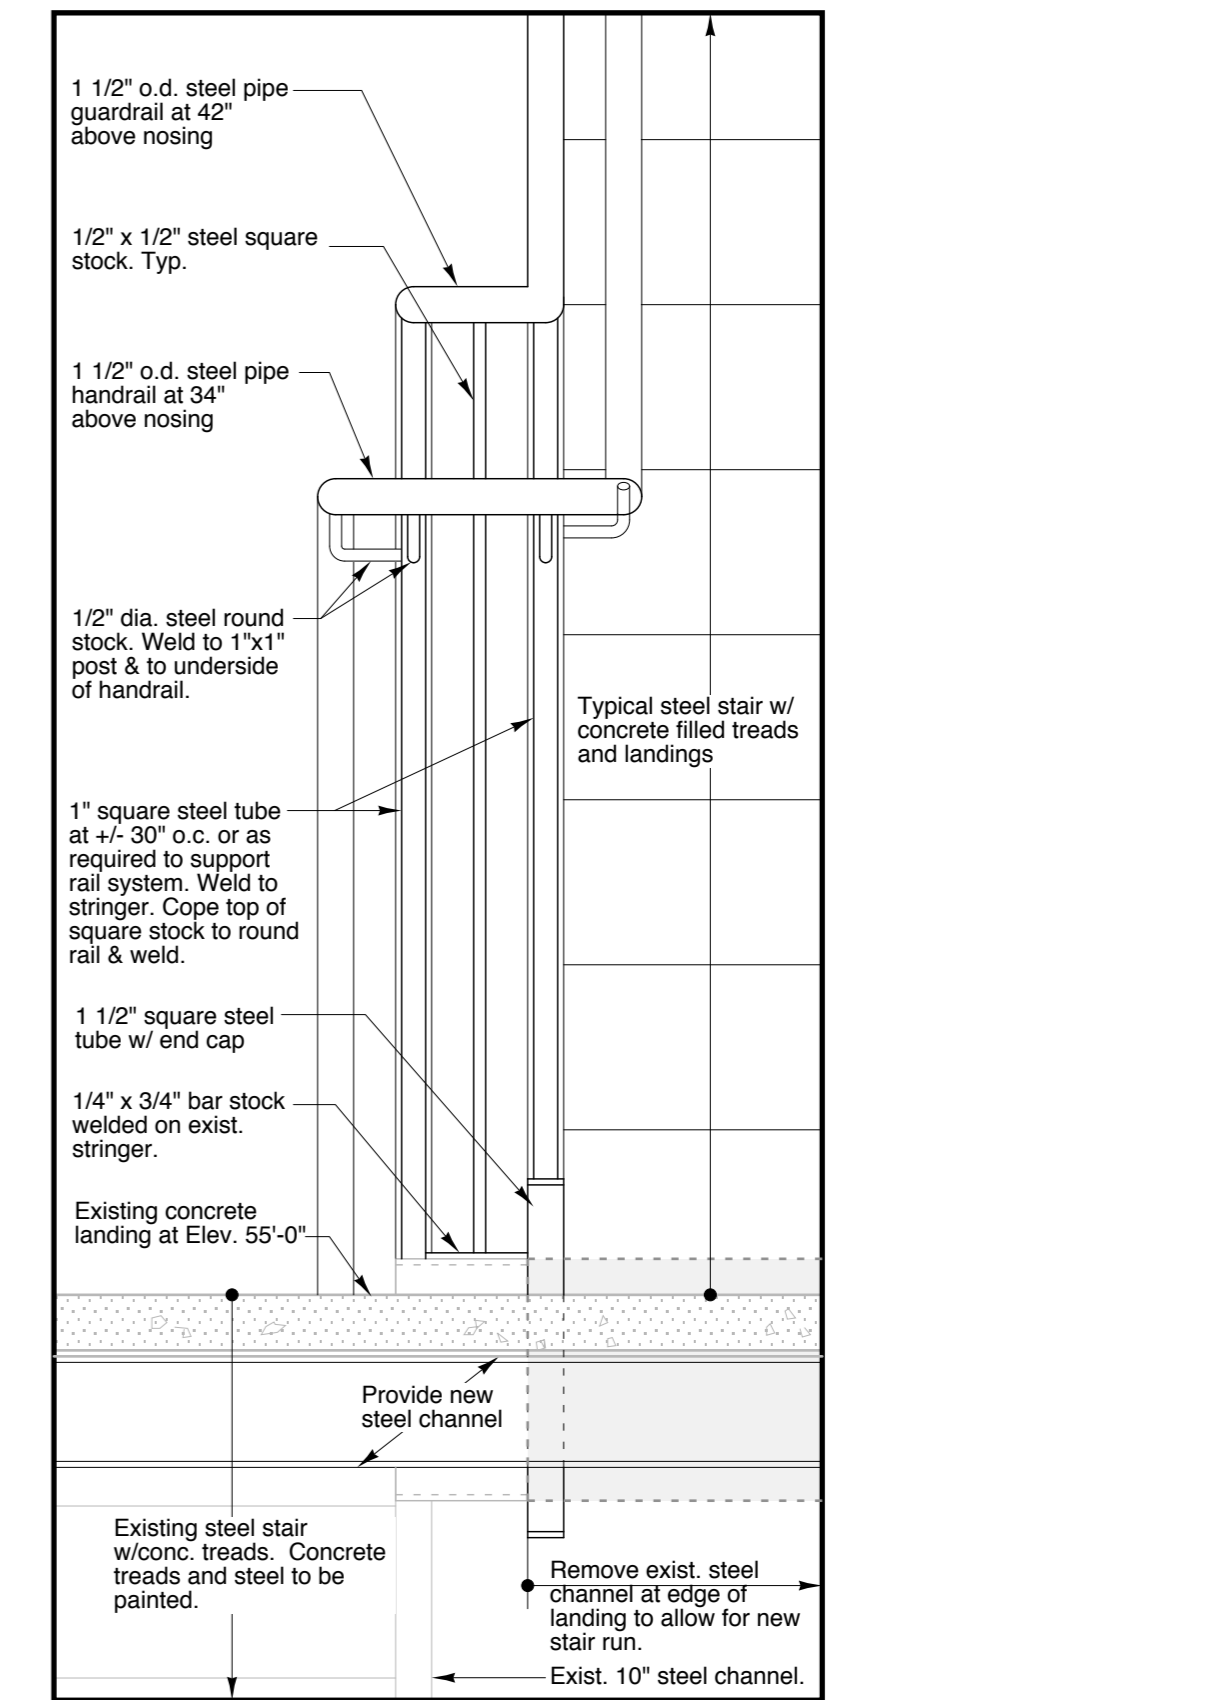 1 1/2" o.d. steel pipe
guardrail at 42"
above nosing
1/2" x 1/2" steel square
stock. Typ.
1 1/2" o.d. steel pipe
handrail at 34"
above nosing
1/2" dia. steel round
stock. Weld to 1"x1"
post & to underside
of handrail.
Typical steel stair w/
concrete filled treads
and landings
1" square steel tube
at +/- 30" o.c. or as
required to support
rail system. Weld to
stringer. Cope top of
square stock to round
rail & weld.
1 1/2" square steel
tube w/ end cap
1/4" x 3/4" bar stock
welded on exist.
stringer.
Existing concrete
landing at Elev. 55'-0"
Provide new
steel channel
Existing steel stair
w/conc. treads.  Concrete
treads and steel to be
painted.
Remove exist. steel
channel at edge of
landing to allow for new
stair run.
Exist. 10" steel channel.